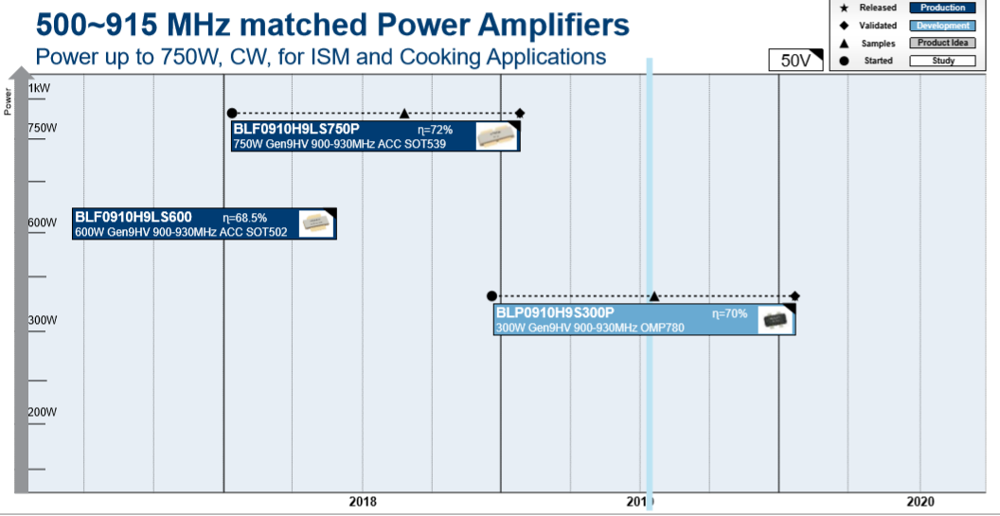 500~915 MHz matched Power Amplifiers
Power up to 750W, CW, for ISM and Cooking Applications
50V
Released Production
Validated Development
Samples Product Idea
Started Study
Power
1kW
750W
BLF0910H9LS750P η=72%
750W Gen9HV 900-930MHz ACC SOT539
600W
BLF0910H9LS600 η=68.5%
600W Gen9HV 900-930MHz ACC SOT502
300W
BLP0910H9S300P η=70%
300W Gen9HV 900-930MHz OMP780
200W
2018 2019 2020